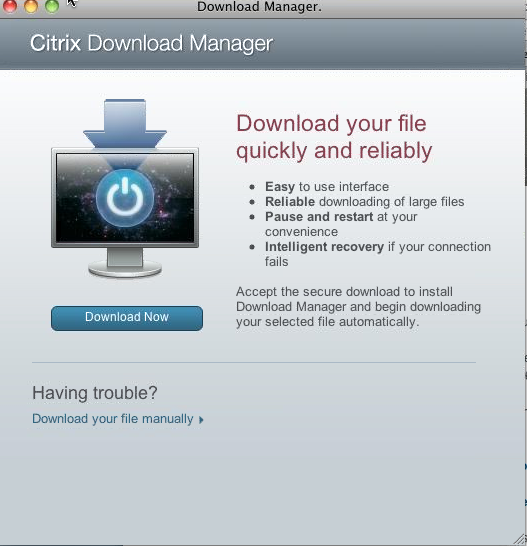 Download Manager.
Citrix Download Manager
Download your file
quickly and reliably
• Easy to use interface
• Reliable downloading of large files
• Pause and restart at your
convenience
• Intelligent recovery if your connection
fails
Accept the secure download to install
Download Manager and begin downloading
your selected file automatically.
Download Now
Having trouble?
Download your file manually